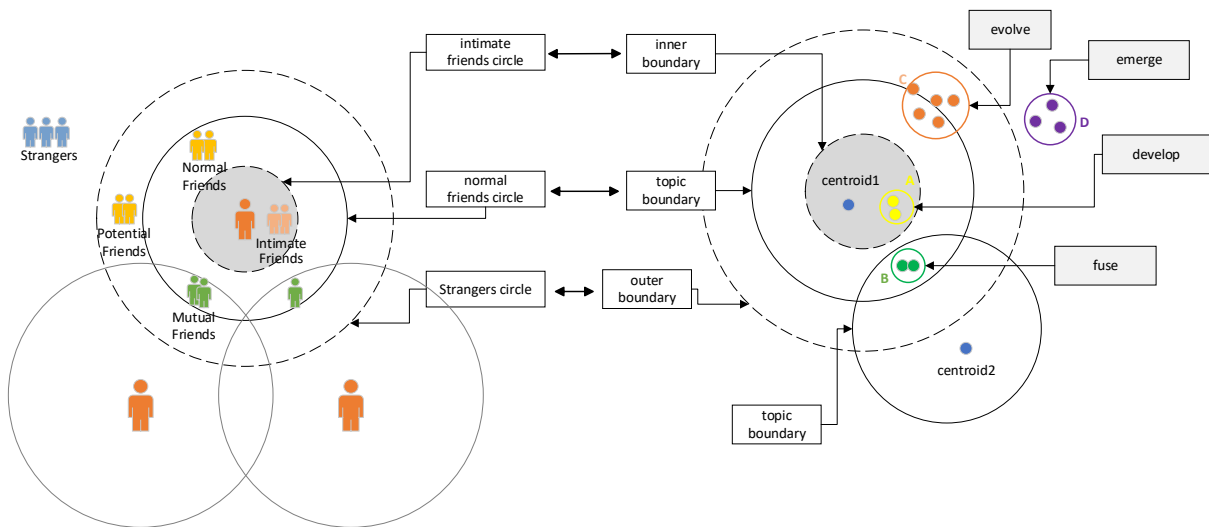 evolve
intimate
friends circle
inner
boundary
emerge
C
D
Strangers
develop
Normal
Friends
normal
friends circle
topic
boundary
centroid1
A
Potential Friends
Intimate
Friends
fuse
B
Strangers circle
outer
boundary
Mutual
Friends
centroid2
topic
boundary